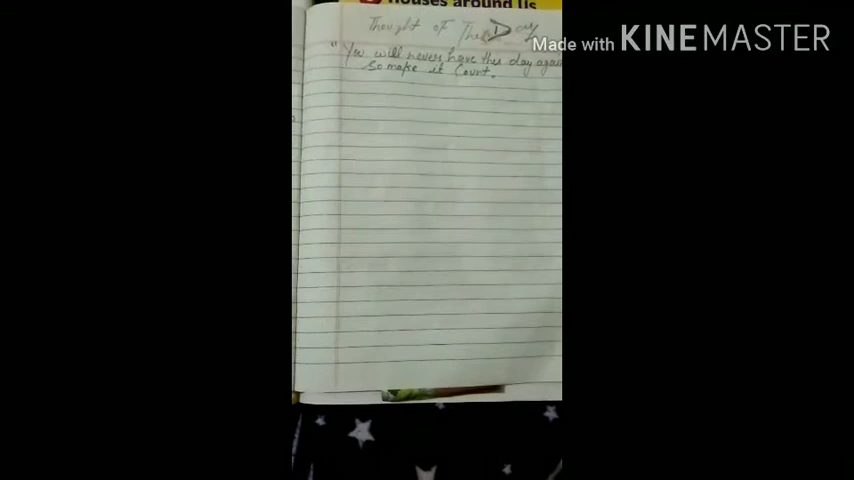 Houses around Us
Thought of The Day
Made with KINEMASTER
" You will never have this day again
So make it Count.